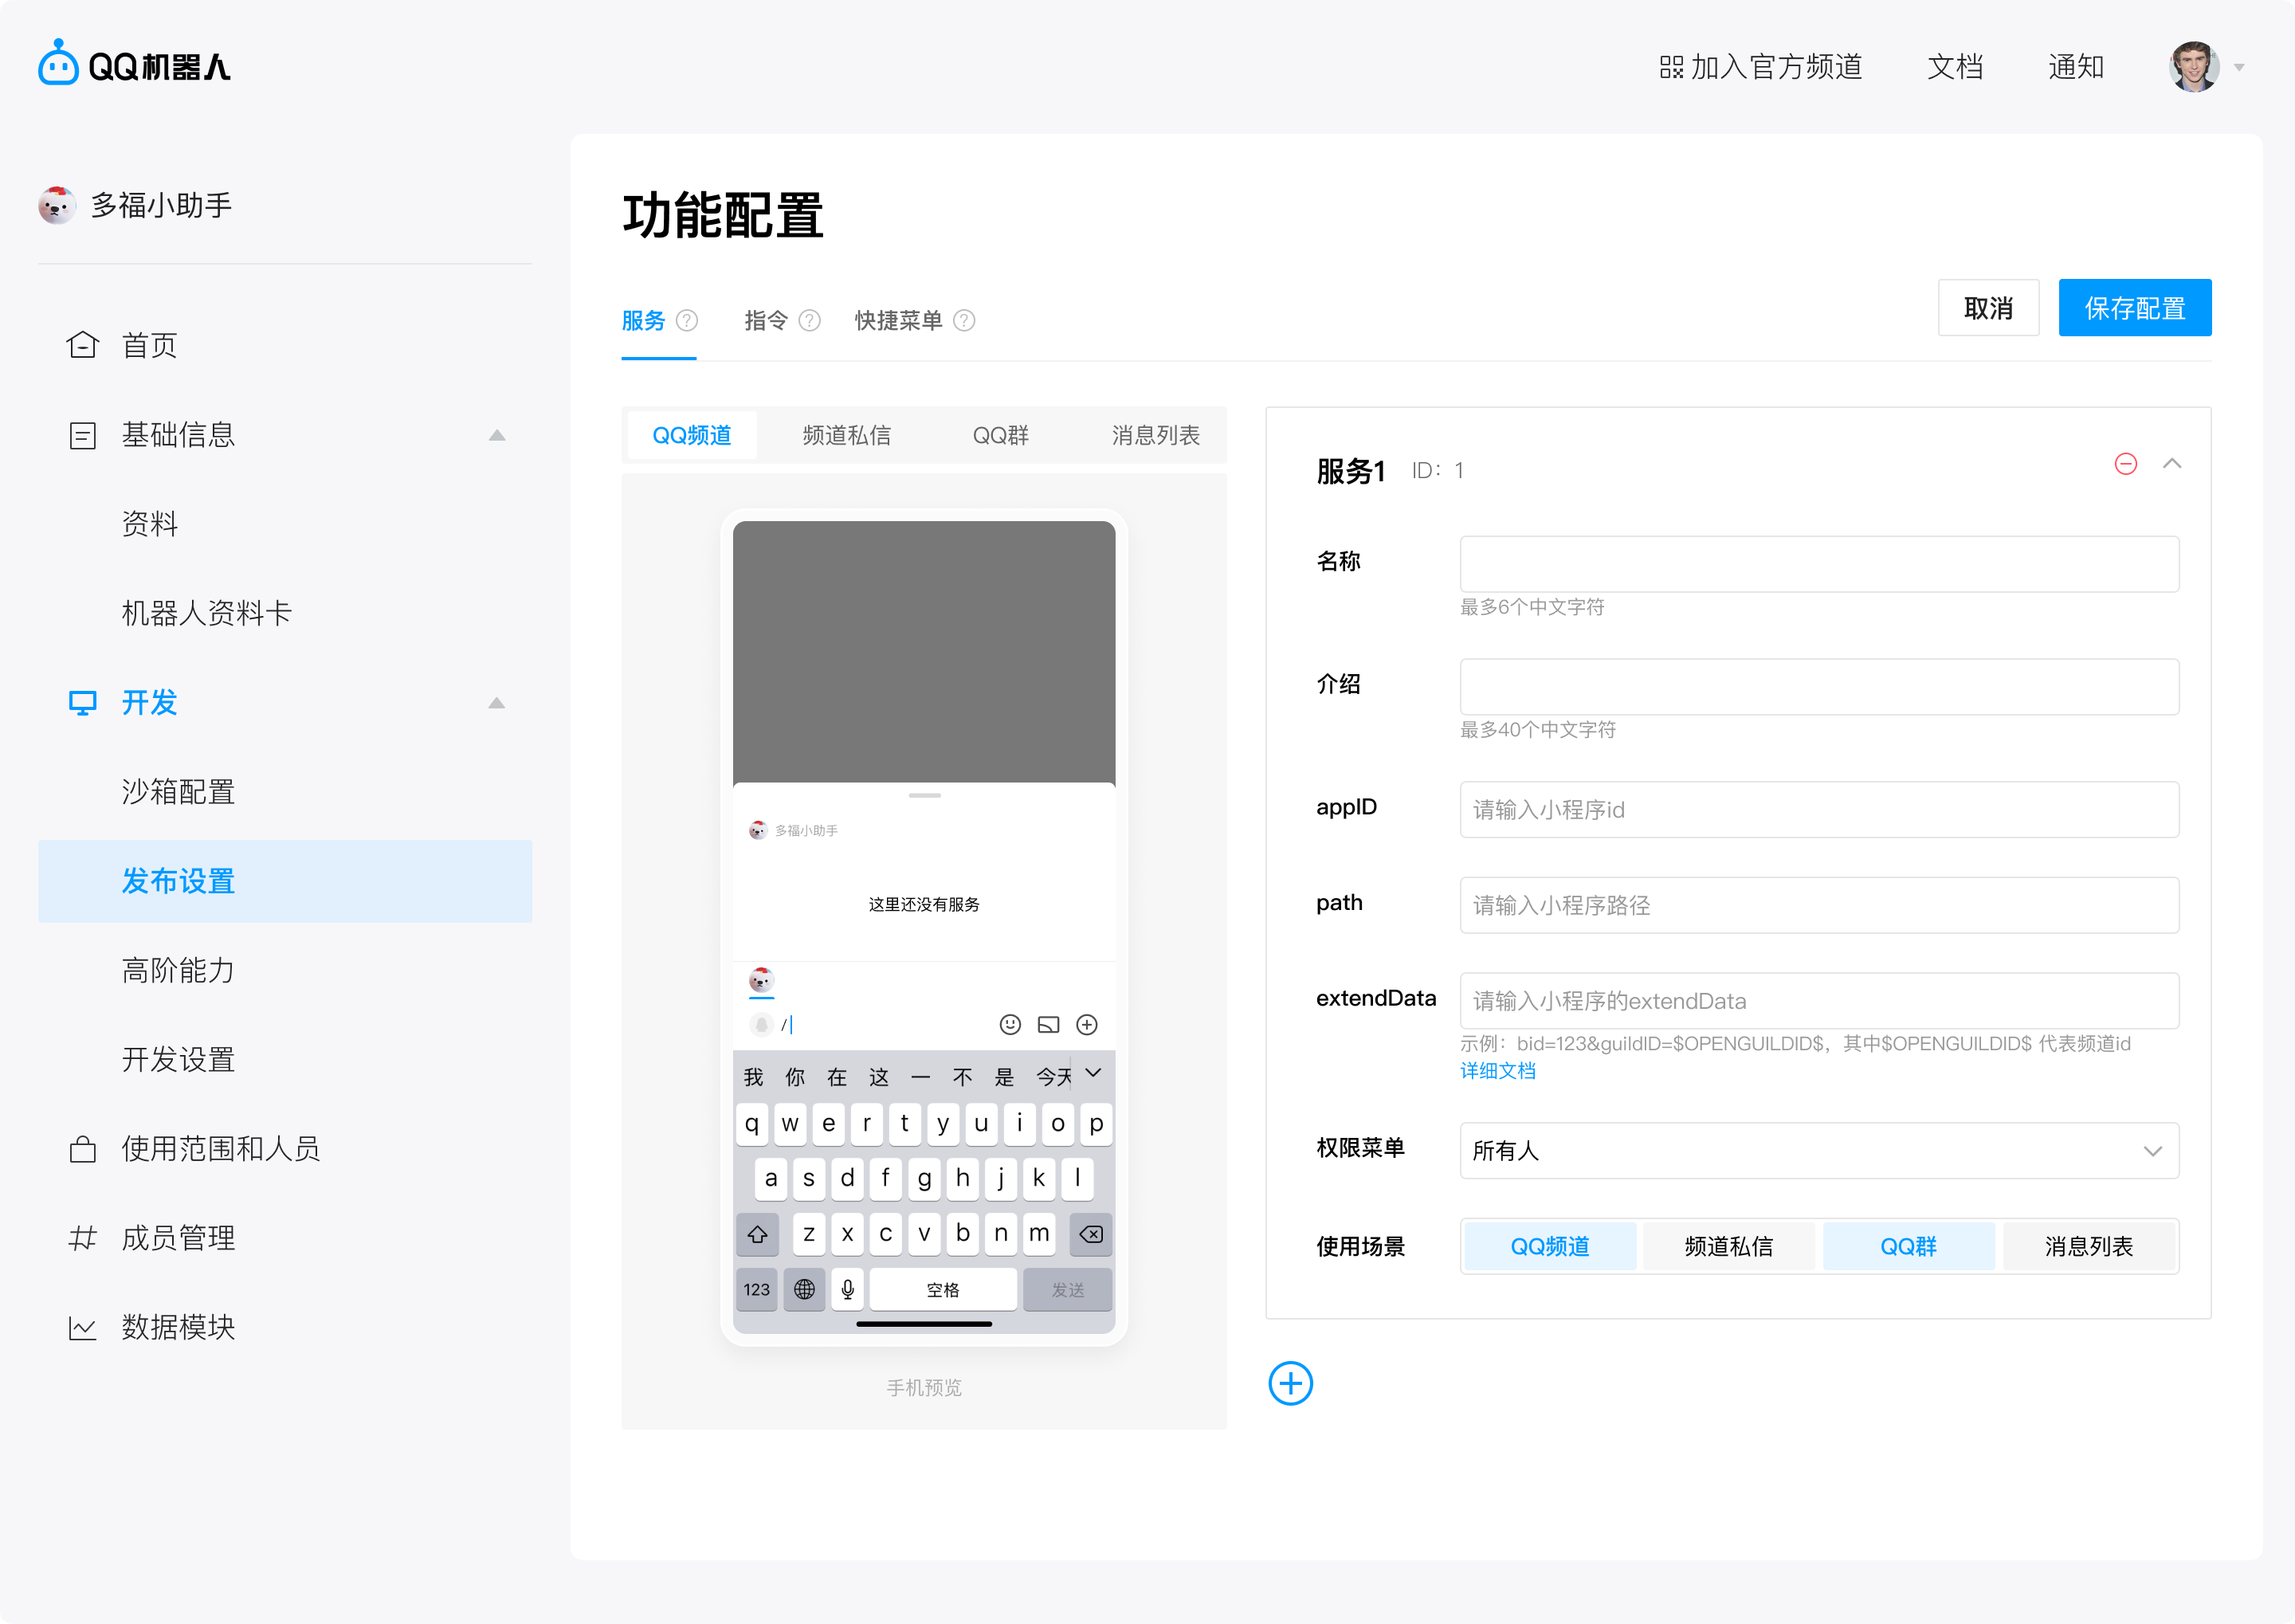 QQ机器人
加入官方频道 文档 通知
多福小助手
首页
基础信息
资料
机器人资料卡
开发
沙箱配置
发布设置
高阶能力
开发设置
使用范围和人员
成员管理
数据模块
功能配置
服务 ? 指令 ? 快捷菜单 ?
取消 保存配置
QQ频道 频道私信 QQ群 消息列表
多福小助手
这里还没有服务
/
我 你 在 这 一 不 是 今天
q w e r t y u i o p
a s d f g h j k l
z x c v b n m
123 空格 发送
手机预览
服务1 ID：1
名称
最多6个中文字符
介绍
最多40个中文字符
appID 请输入小程序id
path 请输入小程序路径
extendData 请输入小程序的extendData
示例：bid=123&guildID=$OPENGUILDID$，其中$OPENGUILDID$ 代表频道id
详细文档
权限菜单 所有人
使用场景 QQ频道 频道私信 QQ群 消息列表